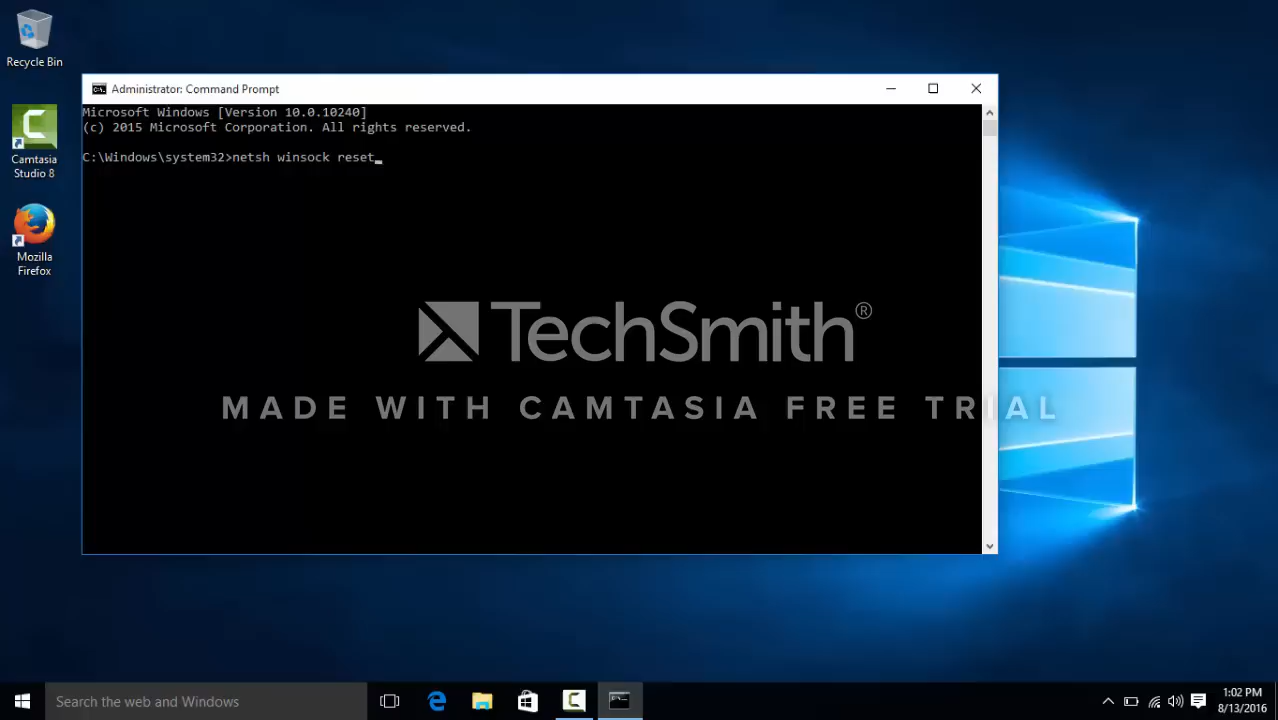 Recycle Bin
Administrator: Command Prompt
Microsoft Windows [Version 10.0.10240]
(c) 2015 Microsoft Corporation. All rights reserved.
C:\Windows\system32>netsh winsock reset_
Camtasia
Studio 8
Mozilla
Firefox
TechSmith®
MADE WITH CAMTASIA FREE TRIAL
Search the web and Windows
1:02 PM
8/13/2016